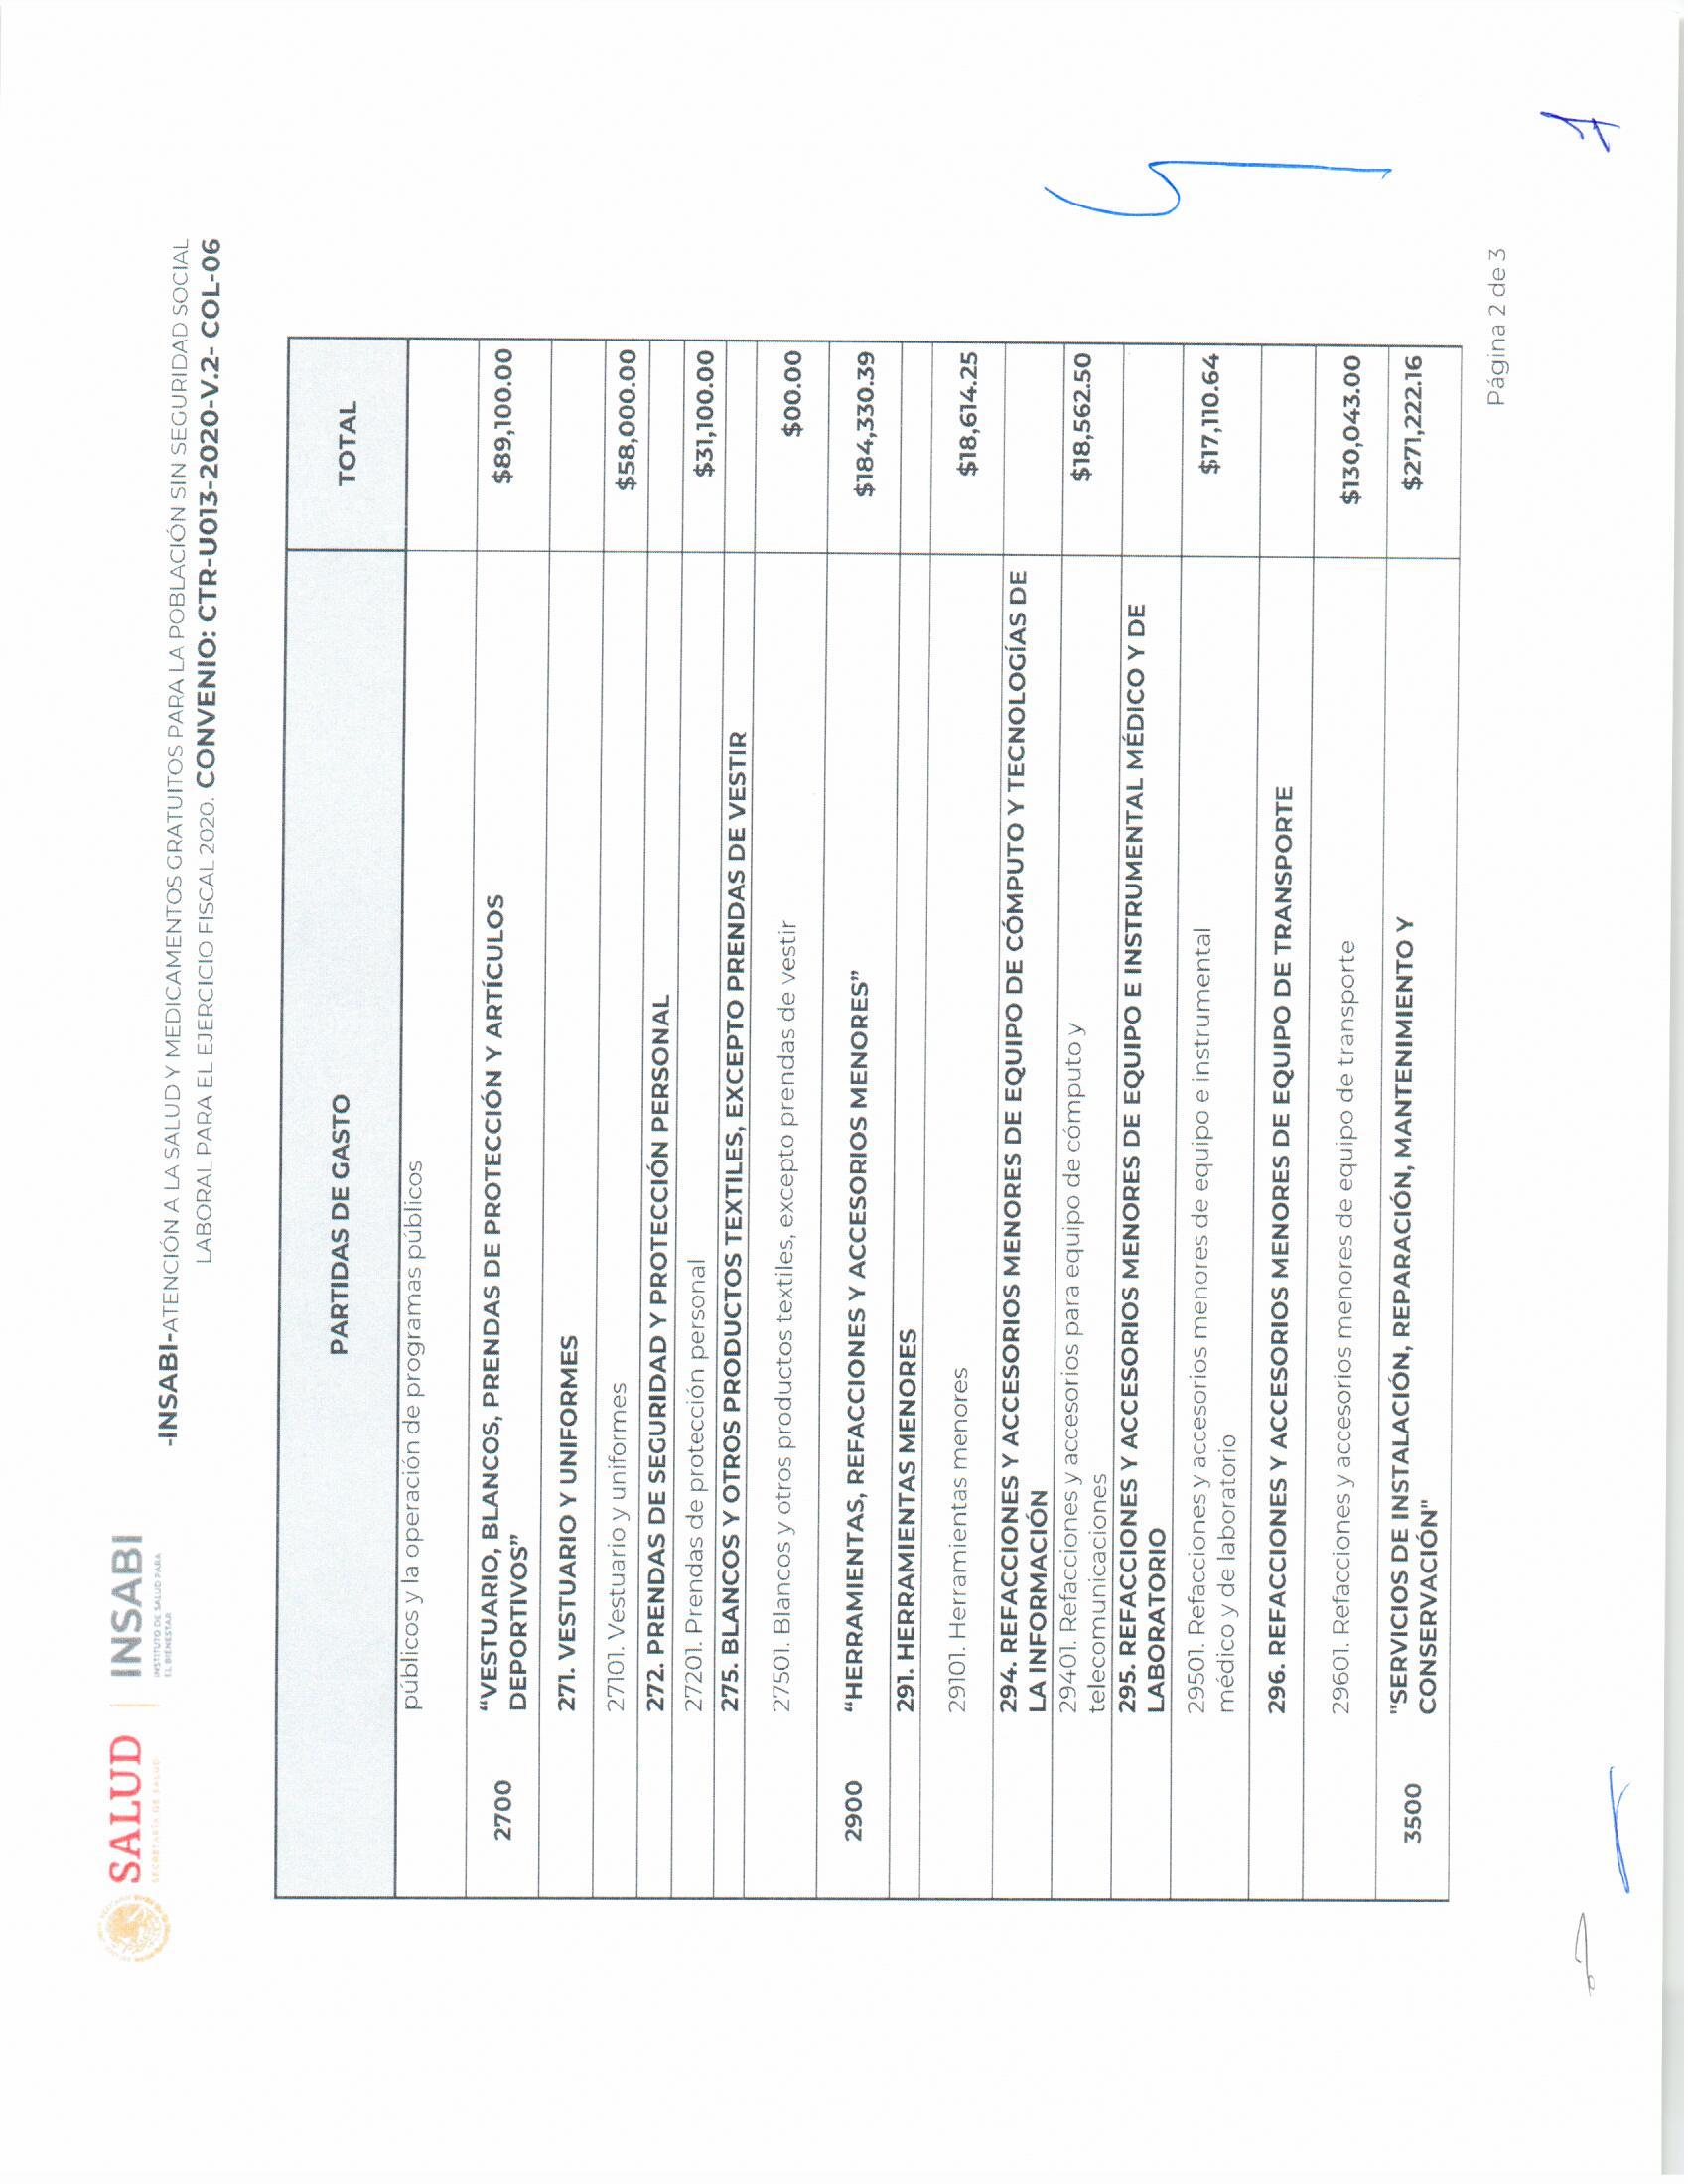 SALUD
SECRETARÍA DE SALUD
INSABI
INSTITUTO DE SALUD PARA
EL BIENESTAR
-INSABI-ATENCIÓN A LA SALUD Y MEDICAMENTOS GRATUITOS PARA LA POBLACIÓN SIN SEGURIDAD SOCIAL
LABORAL PARA EL EJERCICIO FISCAL 2020. CONVENIO: CTR-U013-2020-V.2- COL-06
PARTIDAS DE GASTO TOTAL
públicos y la operación de programas públicos
2700 “VESTUARIO, BLANCOS, PRENDAS DE PROTECCIÓN Y ARTÍCULOS $89,100.00
DEPORTIVOS”
271. VESTUARIO Y UNIFORMES
27101. Vestuario y uniformes $58,000.00
272. PRENDAS DE SEGURIDAD Y PROTECCIÓN PERSONAL
27201. Prendas de protección personal $31,100.00
275. BLANCOS Y OTROS PRODUCTOS TEXTILES, EXCEPTO PRENDAS DE VESTIR
27501. Blancos y otros productos textiles, excepto prendas de vestir $00.00
2900 “HERRAMIENTAS, REFACCIONES Y ACCESORIOS MENORES” $184,330.39
291. HERRAMIENTAS MENORES
29101. Herramientas menores $18,614.25
294. REFACCIONES Y ACCESORIOS MENORES DE EQUIPO DE CÓMPUTO Y TECNOLOGÍAS DE
LA INFORMACIÓN
29401. Refacciones y accesorios para equipo de cómputo y $18,562.50
telecomunicaciones
295. REFACCIONES Y ACCESORIOS MENORES DE EQUIPO E INSTRUMENTAL MÉDICO Y DE
LABORATORIO
29501. Refacciones y accesorios menores de equipo e instrumental $17,110.64
médico y de laboratorio
296. REFACCIONES Y ACCESORIOS MENORES DE EQUIPO DE TRANSPORTE
29601. Refacciones y accesorios menores de equipo de transporte $130,043.00
3500 "SERVICIOS DE INSTALACIÓN, REPARACIÓN, MANTENIMIENTO Y $271,222.16
CONSERVACIÓN"
Página 2 de 3